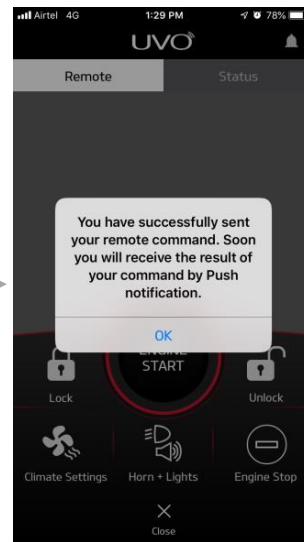 Airtel 4G 1:29 PM 78%
UVO
Remote Status
You have successfully sent
your remote command. Soon
you will receive the result of
your command by Push
notification.
OK
ENGINE
START
Lock Unlock
Climate Settings Horn + Lights Engine Stop
Close